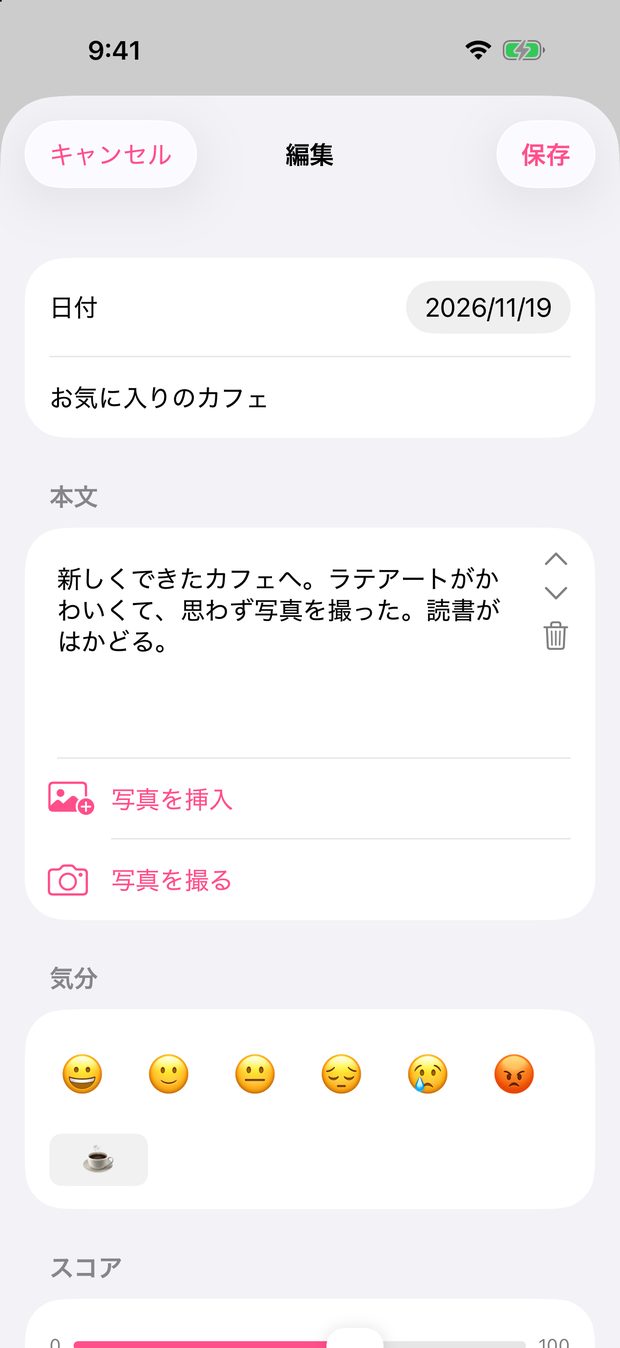 9:41
キャンセル
編集
保存
日付
2026/11/19
お気に入りのカフェ
本文
新しくできたカフェへ。ラテアートがか
わいくて、思わず写真を撮った。読書が
はかどる。
写真を挿入
写真を撮る
気分
スコア
0
100